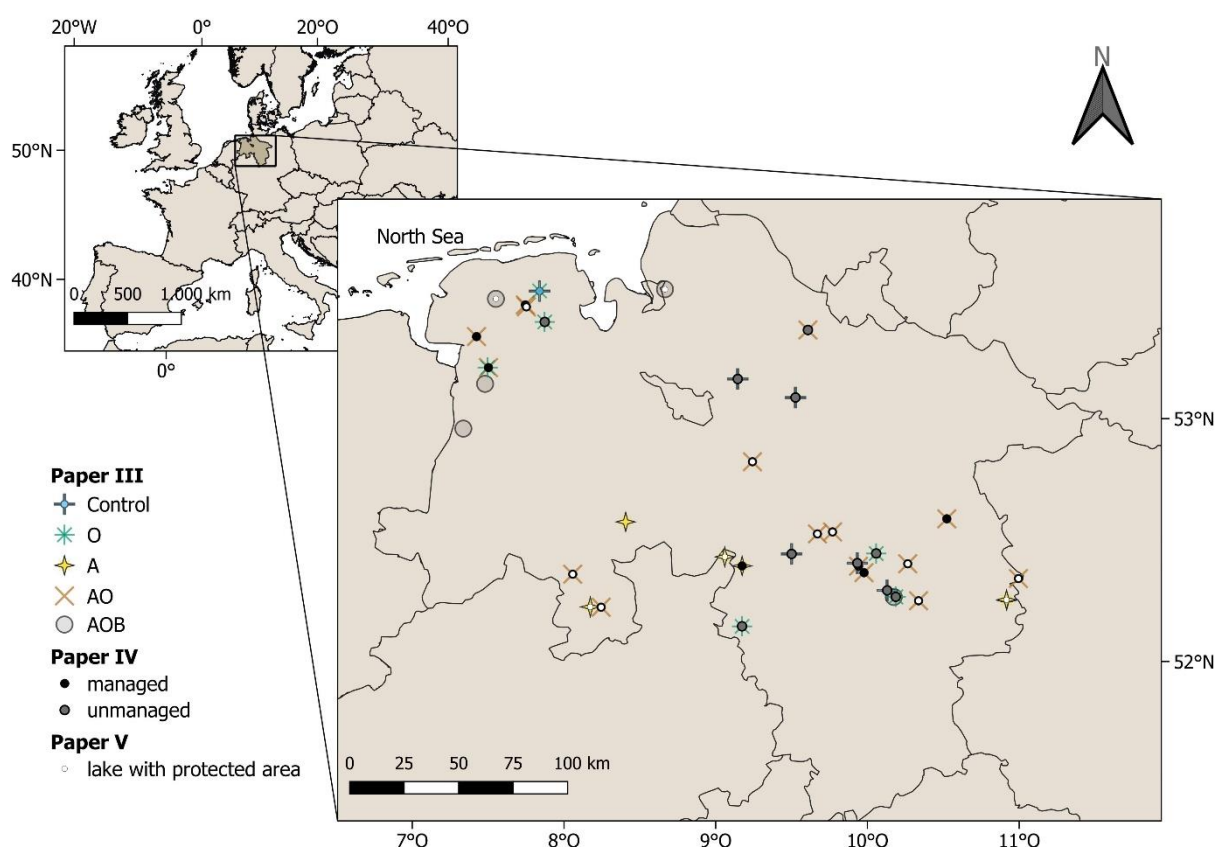 20°W 0° 20°O 40°O
N
50°N
40°N
0 500 1.000 km
0°
North Sea
53°N
52°N
Paper III
Control
O
A
AO
AOB
Paper IV
managed
unmanaged
Paper V
lake with protected area
0 25 50 75 100 km
7°O 8°O 9°O 10°O 11°O